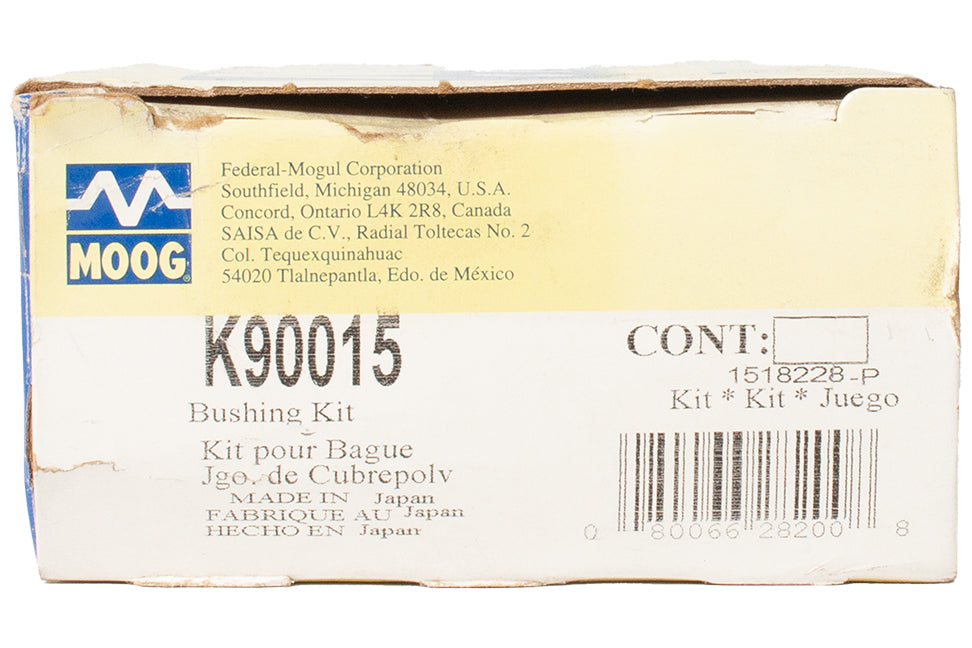 MOOG
Federal-Mogul Corporation
Southfield, Michigan 48034, U.S.A.
Concord, Ontario L4K 2R8, Canada
SAISA de C.V., Radial Toltecas No. 2
Col. Tequexquinahuac
54020 Tlalnepantla, Edo. de México
K90015
Bushing Kit
Kit pour Bague
Jgo. de Cubrepolv
MADE IN Japan
FABRIQUE AU Japan
HECHO EN Japan
CONT:
1518228-P
Kit * Kit * Juego
0 80066 28200 8